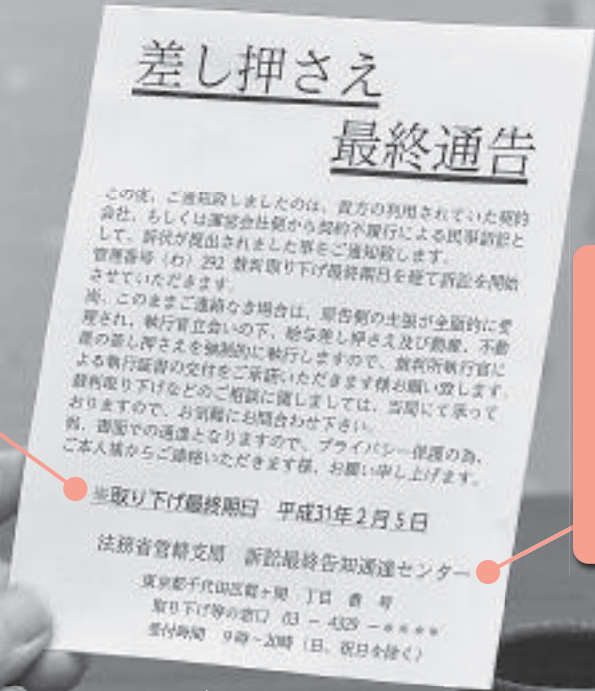 差し押さえ
最終通告
この度、ご通知致しましたのは、貴方の利用されていた契約
会社、もしくは運営会社側から契約不履行による民事訴訟と
して、訴状が提出されました事をご通知致します。
管理番号（わ）292 裁判取り下げ最終期日を経て訴訟を開始
させていただきます。
尚、このままご連絡なき場合は、原告側の主張が全面的に受
理され、執行官立会いの下、給与差し押さえ及び動産、不動
産の差し押さえを強制的に執行しますので、裁判所執行官に
よる執行証書の交付をご承諾いただきます様お願い致します。
裁判取り下げなどのご相談に関しましては、当局にて承って
おりますので、お気軽にお問合わせ下さい。
尚、書面での通達となりますので、プライバシー保護の為、
ご本人様からご連絡いただきます様、お願い申し上げます。
※取り下げ最終期日　平成31年2月5日
法務省管轄支局　訴訟最終告知通達センター
東京都千代田区霞ヶ関　丁目　番　号
取り下げ等の窓口　03 － 4329 －＊＊＊＊
受付時間　9時～20時（日、祝日を除く）